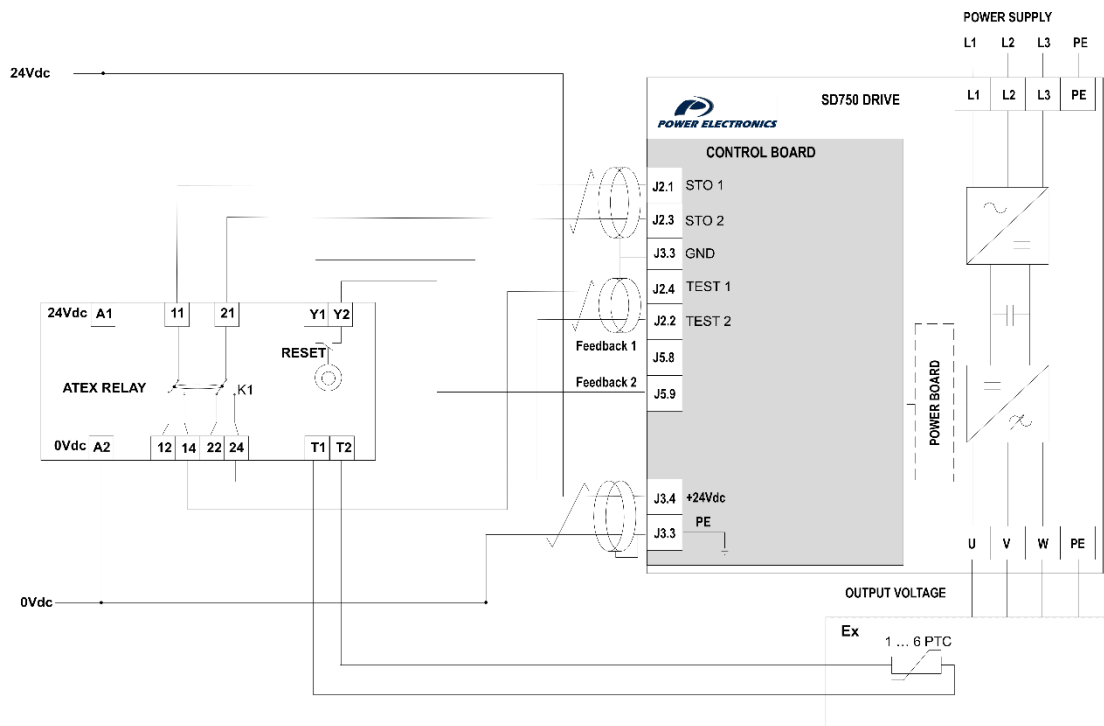 POWER SUPPLY
L1 L2 L3 PE
24Vdc
POWER ELECTRONICS
SD750 DRIVE
L1 L2 L3 PE
CONTROL BOARD
J2.1 STO 1
J2.3 STO 2
J3.3 GND
J2.4 TEST 1
J2.2 TEST 2
Feedback 1 J5.8
Feedback 2 J5.9
24Vdc A1 11 21 Y1 Y2
RESET
ATEX RELAY K1
0Vdc A2 12 14 22 24 T1 T2
POWER BOARD
J3.4 +24Vdc
J3.3 PE
U V W PE
OUTPUT VOLTAGE
0Vdc
Ex
1 ... 6 PTC